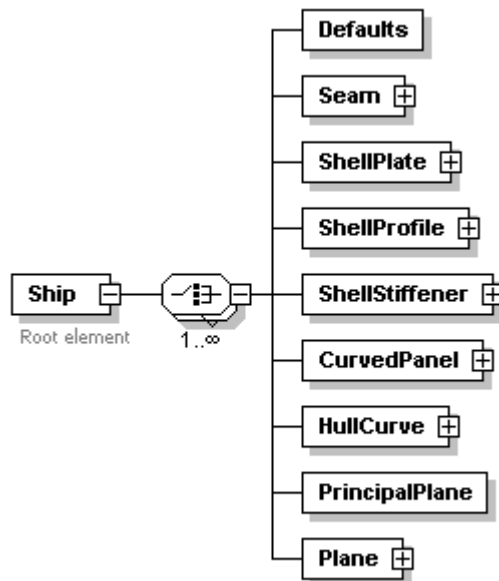 Defaults
Seam
ShellPlate
ShellProfile
Ship
ShellStiffener
Root element
1..∞
CurvedPanel
HullCurve
PrincipalPlane
Plane